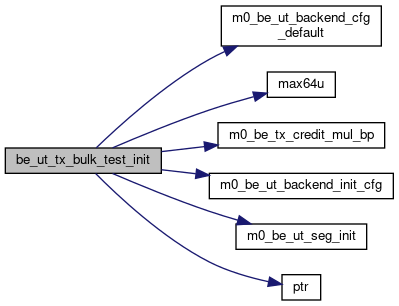 m0_be_ut_backend_cfg
_default
max64u
m0_be_tx_credit_mul_bp
be_ut_tx_bulk_test_init
m0_be_ut_backend_init_cfg
m0_be_ut_seg_init
ptr